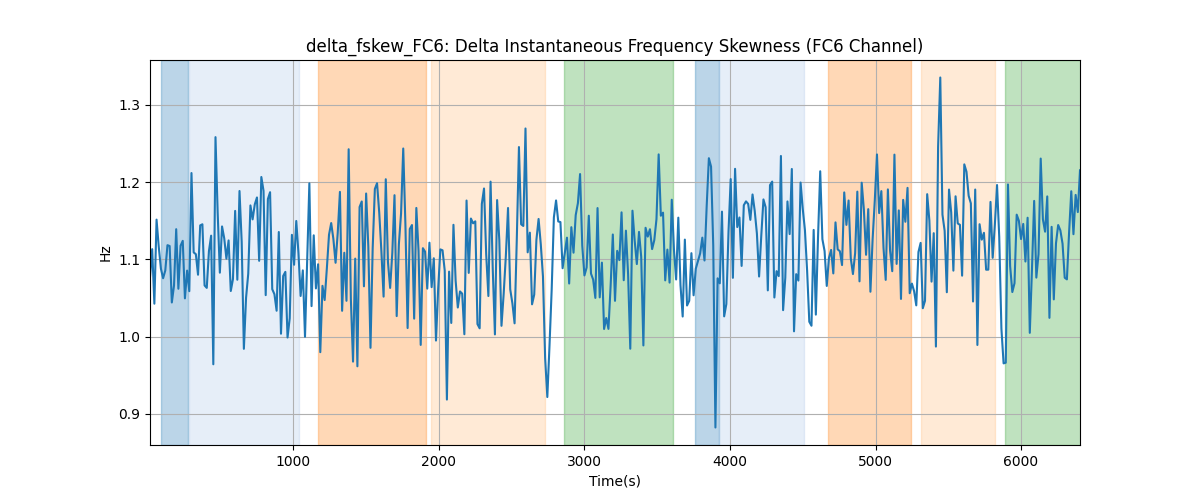 delta_fskew_FC6: Delta Instantaneous Frequency Skewness (FC6 Channel)
1.3
1.2
1.1
1.0
0.9
Hz
1000 2000 3000 4000 5000 6000
Time(s)